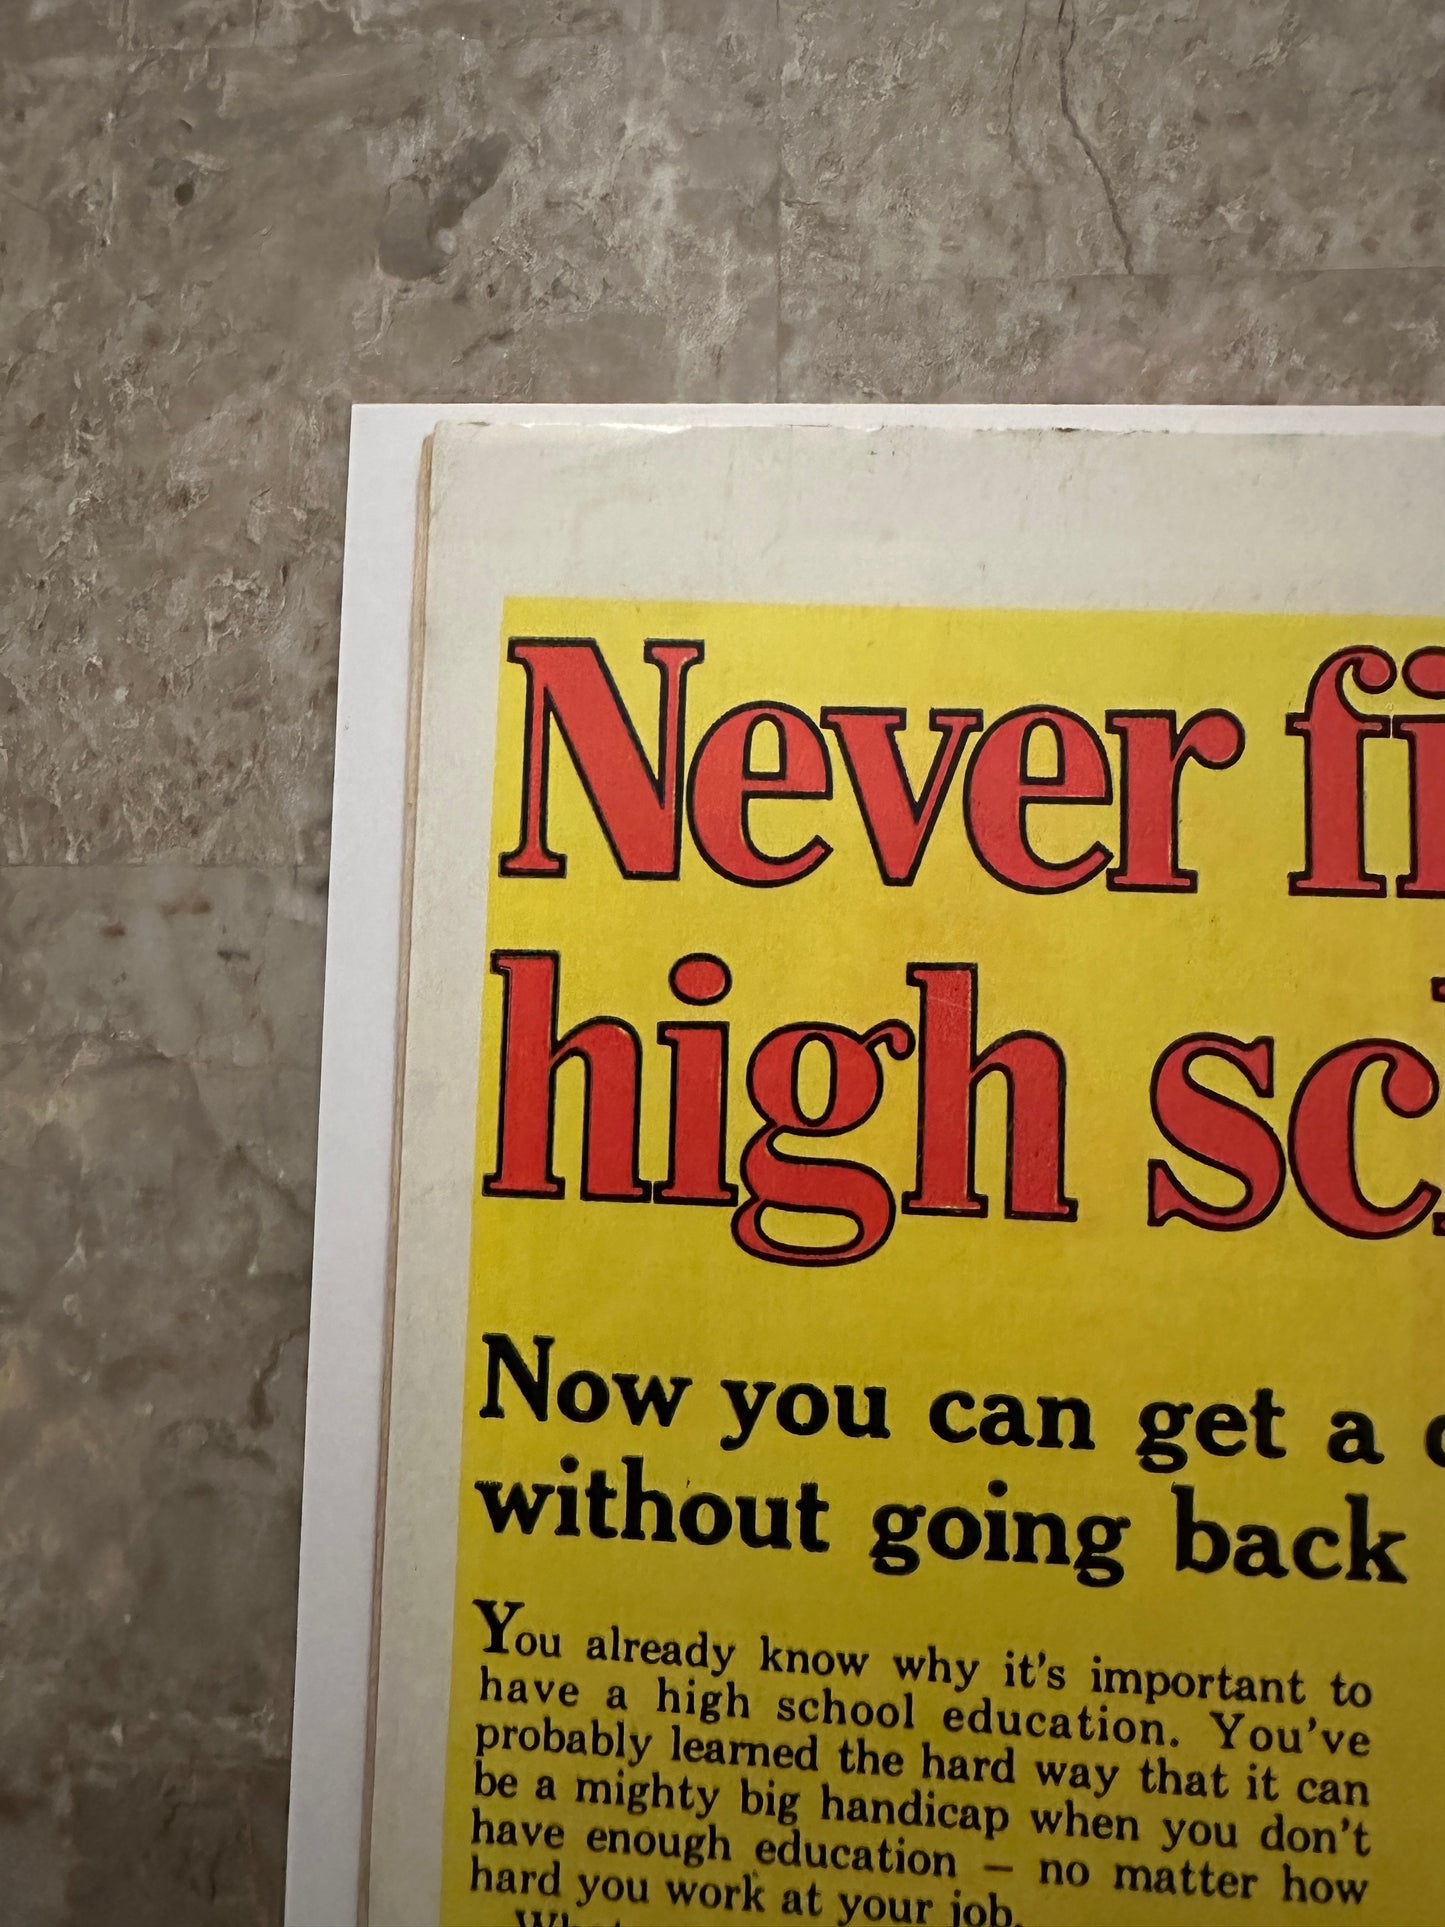 Never fi
high sc
Now you can get a
without going back
You already know why it's important to
have a high school education. You've
probably learned the hard way that it can
be a mighty big handicap when you don't
have enough education — no matter how
hard you work at your job.